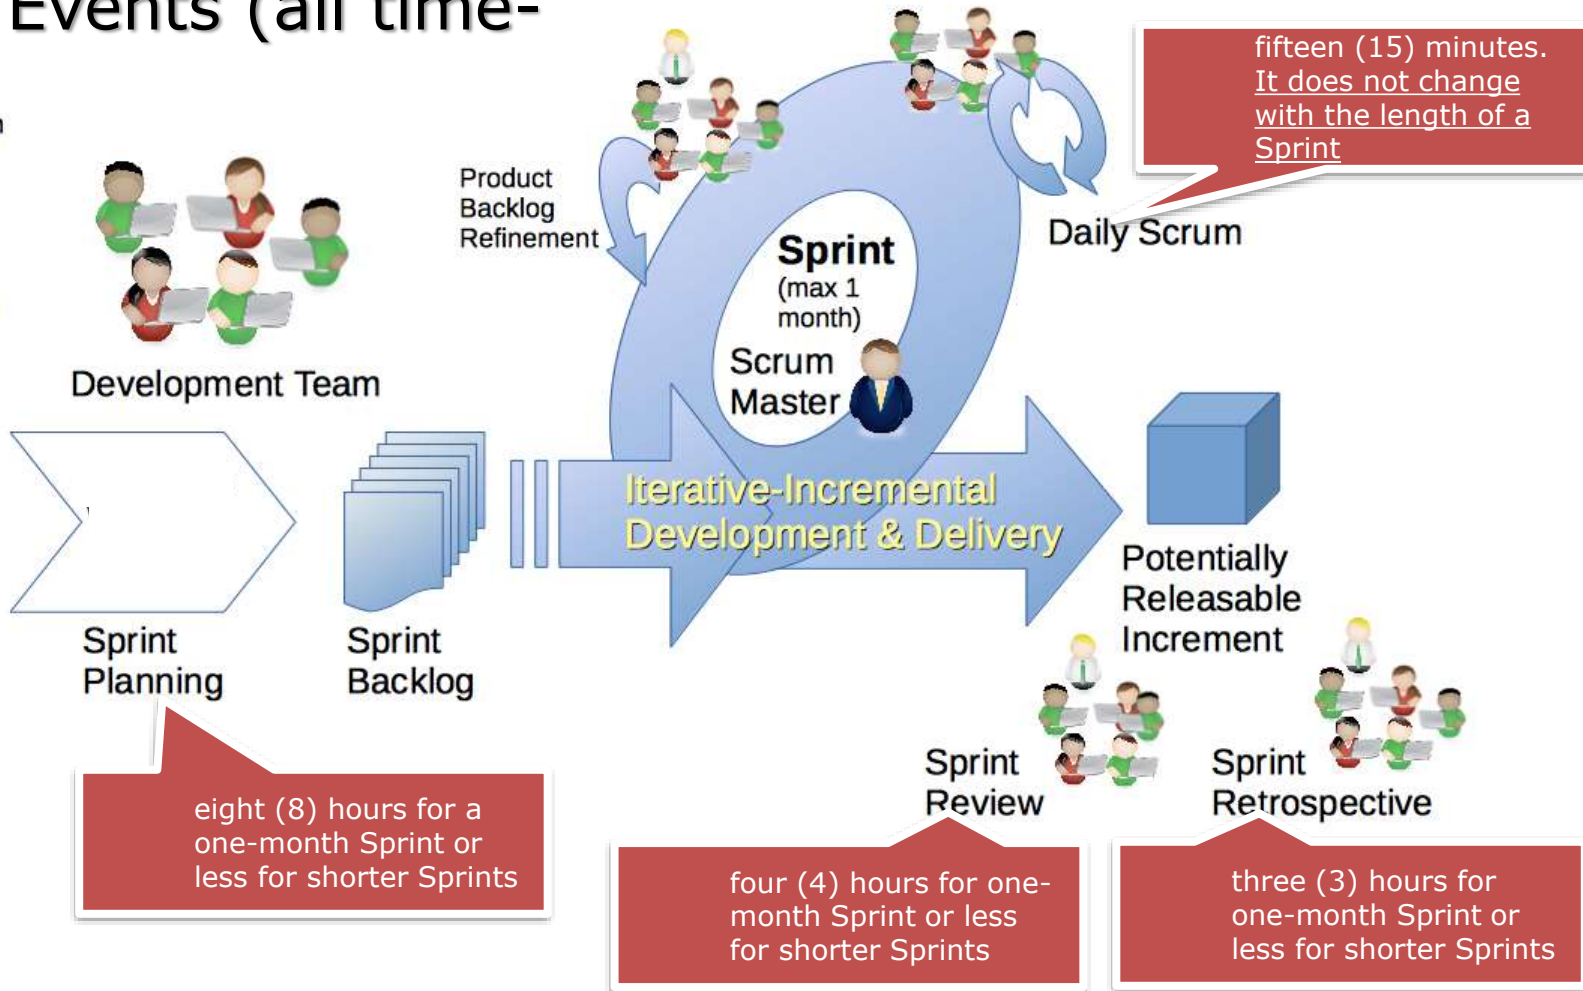 Events (all time-
fifteen (15) minutes.
It does not change
with the length of a
Sprint
Product
Backlog
Refinement
Daily Scrum
Sprint
(max 1
month)
Scrum
Master
Development Team
Iterative-Incremental
Development & Delivery
Potentially
Releasable
Increment
Sprint
Planning
Sprint
Backlog
Sprint
Review
Sprint
Retrospective
eight (8) hours for a
one-month Sprint or
less for shorter Sprints
four (4) hours for one-
month Sprint or less
for shorter Sprints
three (3) hours for
one-month Sprint or
less for shorter Sprints